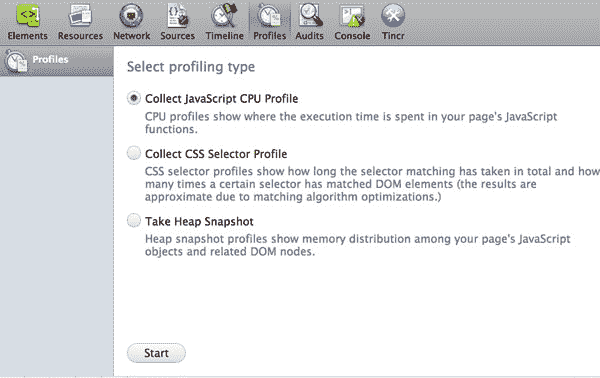 Elements Resources Network Sources Timeline Profiles Audits Console Tincr
Profiles
Select profiling type
Collect JavaScript CPU Profile
CPU profiles show where the execution time is spent in your page's JavaScript
functions.
Collect CSS Selector Profile
CSS selector profiles show how long the selector matching has taken in total and how
many times a certain selector has matched DOM elements (the results are
approximate due to matching algorithm optimizations.)
Take Heap Snapshot
Heap snapshot profiles show memory distribution among your page's JavaScript
objects and related DOM nodes.
Start